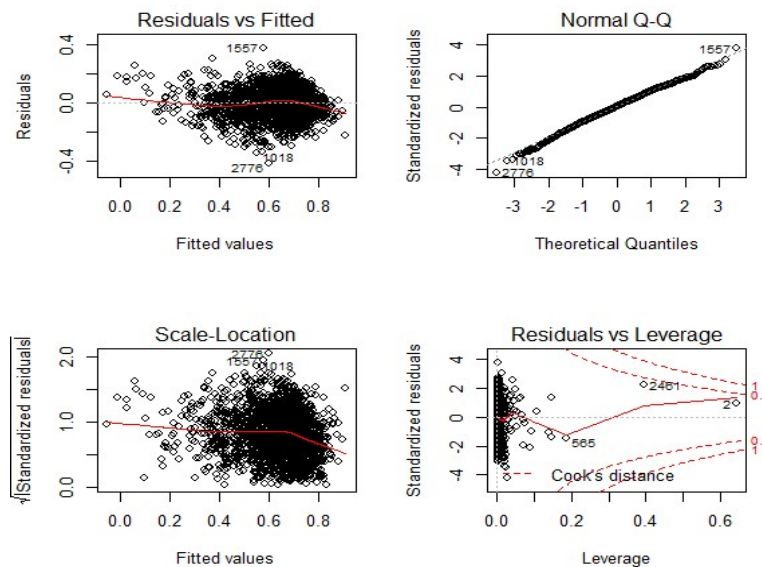 Residuals vs Fitted
Residuals
0.4
0.0
-0.4
1557
1018
2776
0.0 0.2 0.4 0.6 0.8
Fitted values
Normal Q-Q
Standardized residuals
4
2
0
-2
-4
1557
1018
2776
-3 -2 -1 0 1 2 3
Theoretical Quantiles
Scale-Location
√|Standardized residuals|
2.0
1.0
0.0
2776
1557 1018
0.0 0.2 0.4 0.6 0.8
Fitted values
Residuals vs Leverage
Standardized residuals
4
2
0
-2
-4
2461
2
565
1
0.
0.
1
Cook's distance
0.0 0.2 0.4 0.6
Leverage